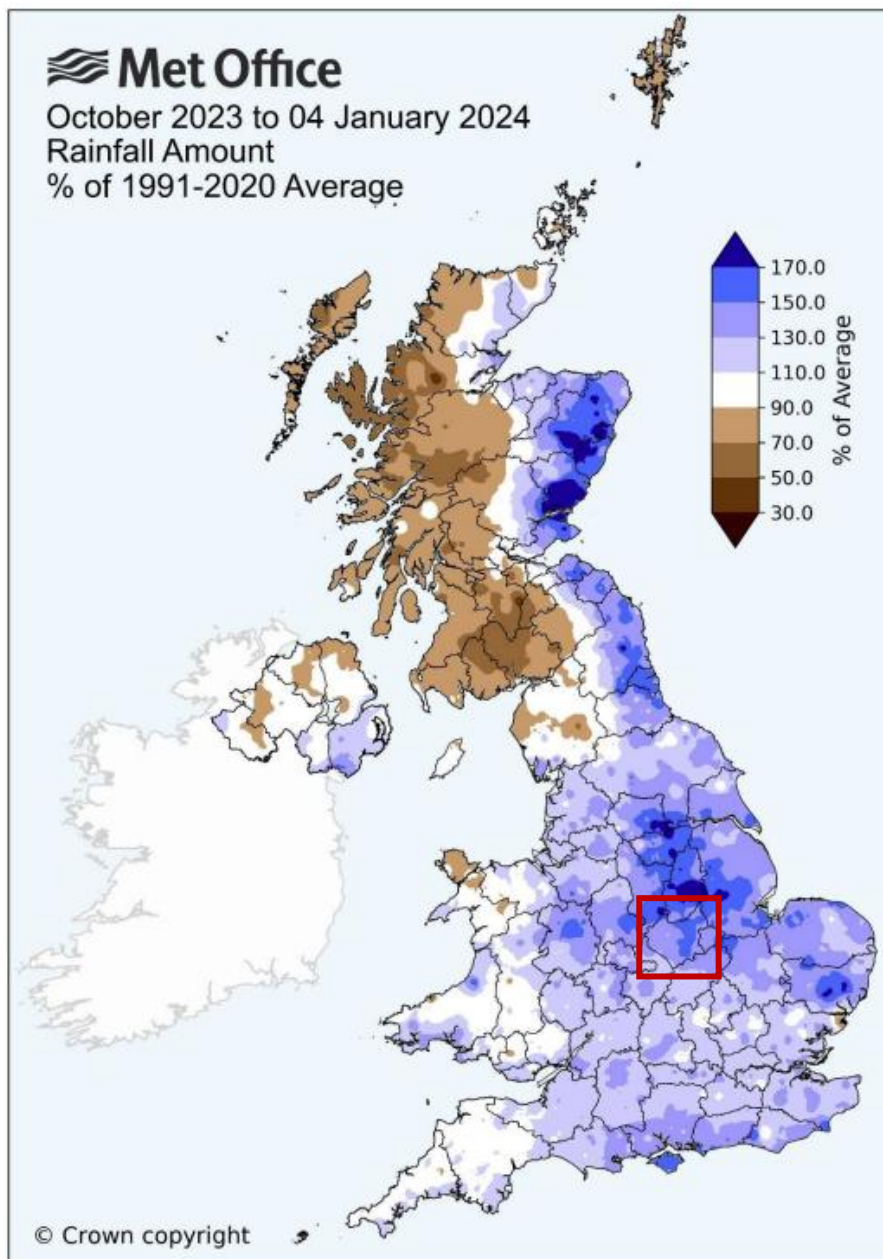 Met Office
October 2023 to 04 January 2024
Rainfall Amount
% of 1991-2020 Average
170.0
150.0
130.0
110.0
90.0
70.0
50.0
30.0
% of Average
© Crown copyright